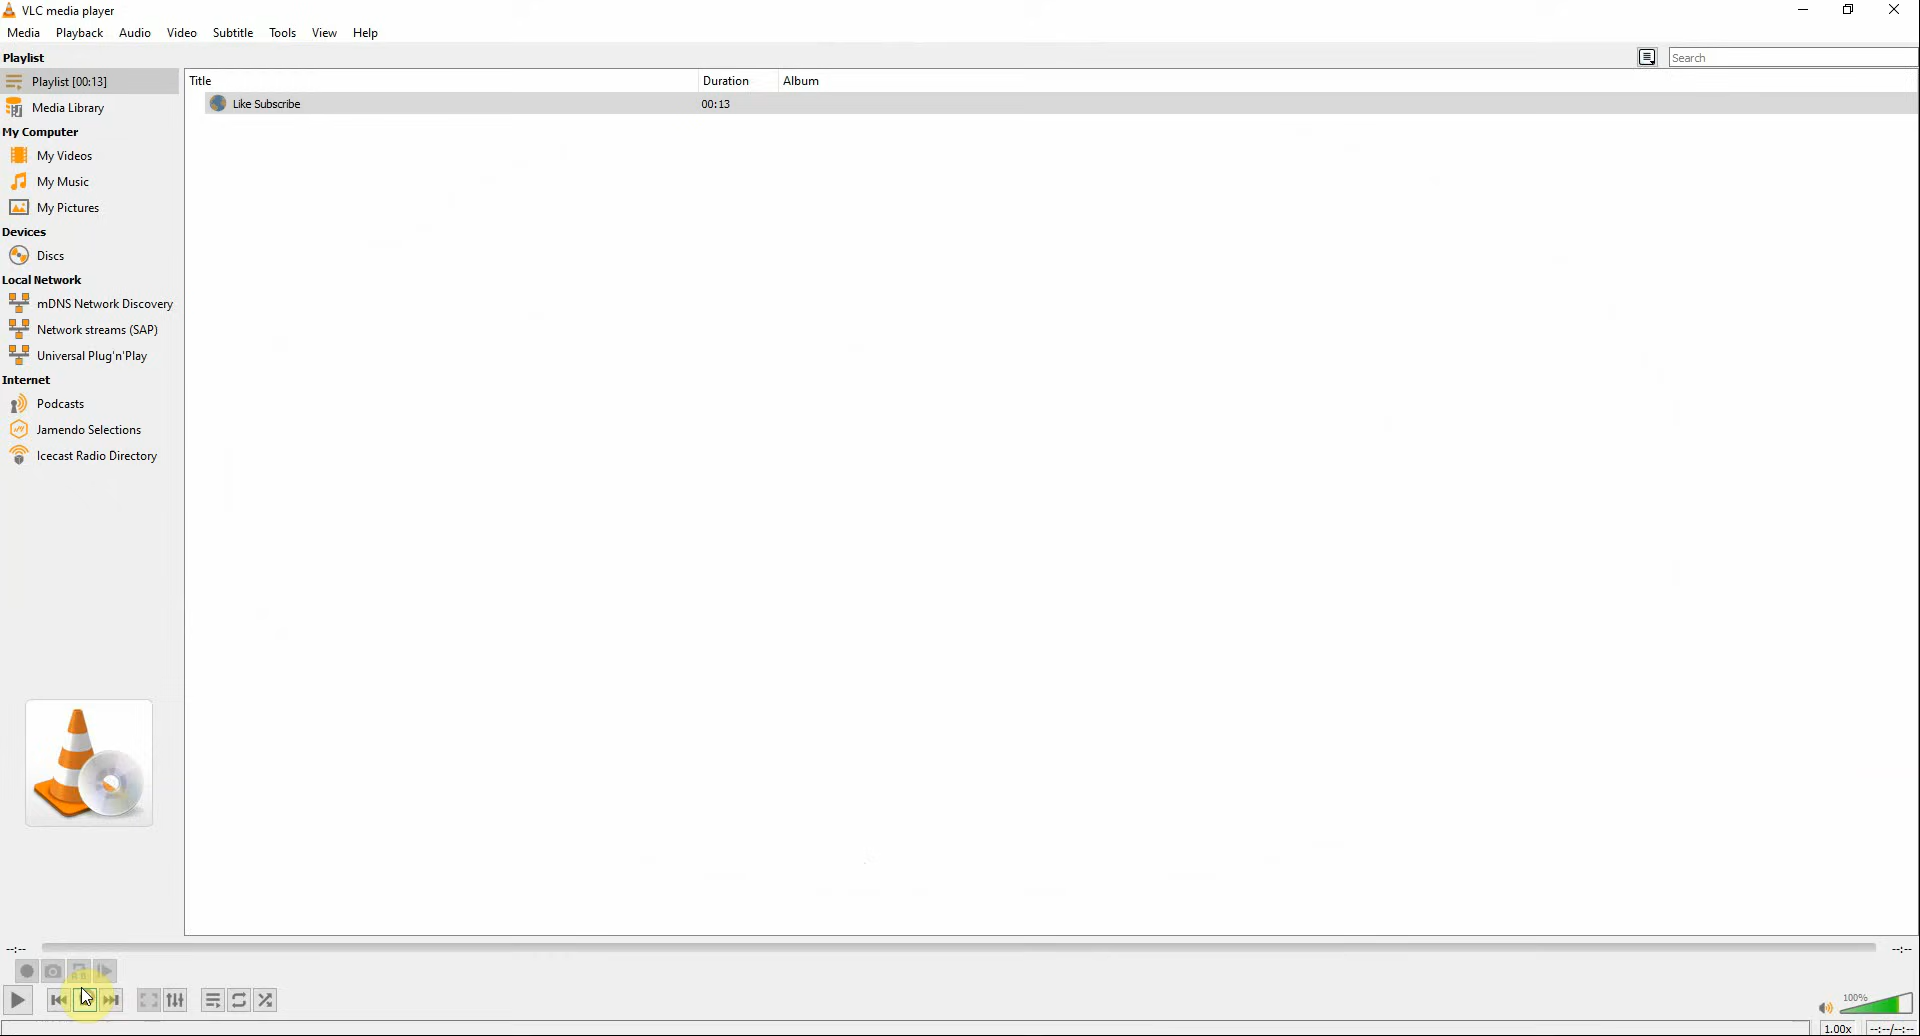 VLC media player
Media Playback Audio Video Subtitle Tools View Help
Playlist
Search
Playlist [00:13]
Media Library
My Computer
My Videos
My Music
My Pictures
Devices
Discs
Local Network
mDNS Network Discovery
Network streams (SAP)
Universal Plug'n'Play
Internet
Podcasts
Jamendo Selections
Icecast Radio Directory
Title Duration Album
Like Subscribe 00:13
--:-- --:--
100%
1.00x --:--/--:--